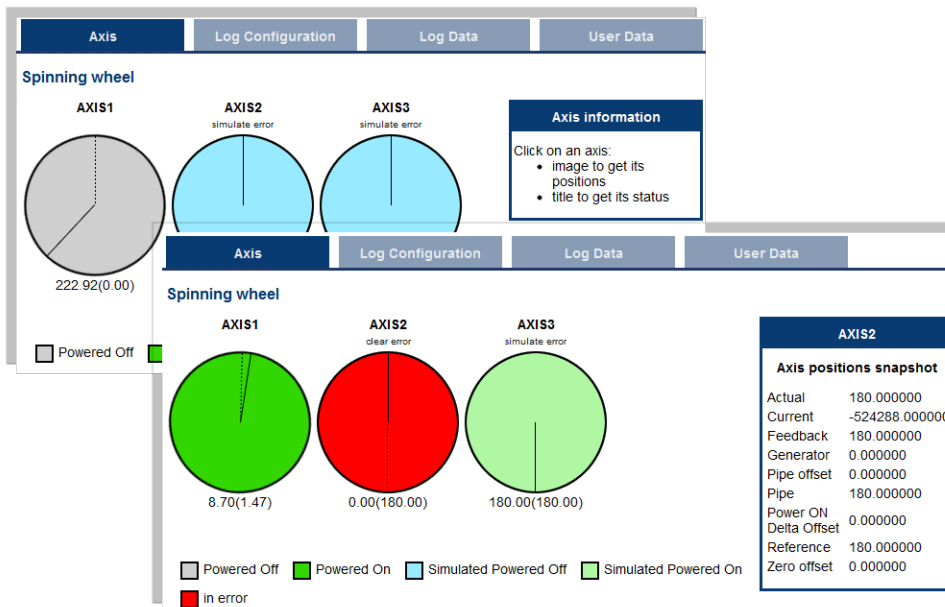 Axis
Log Configuration
Log Data
User Data
Spinning wheel
AXIS1
AXIS2
AXIS3
simulate error
simulate error
Axis information
Click on an axis:
• image to get its
positions
• title to get its status
222.92(0.00)
Powered Off
Axis
Log Configuration
Log Data
User Data
Spinning wheel
AXIS1
AXIS2
AXIS3
clear error
simulate error
8.70(1.47)
0.00(180.00)
180.00(180.00)
AXIS2
Axis positions snapshot
Actual 180.000000
Current -524288.000000
Feedback 180.000000
Generator 0.000000
Pipe offset 0.000000
Pipe 180.000000
Power ON
Delta Offset 0.000000
Reference 180.000000
Zero offset 0.000000
Powered Off
Powered On
Simulated Powered Off
Simulated Powered On
in error